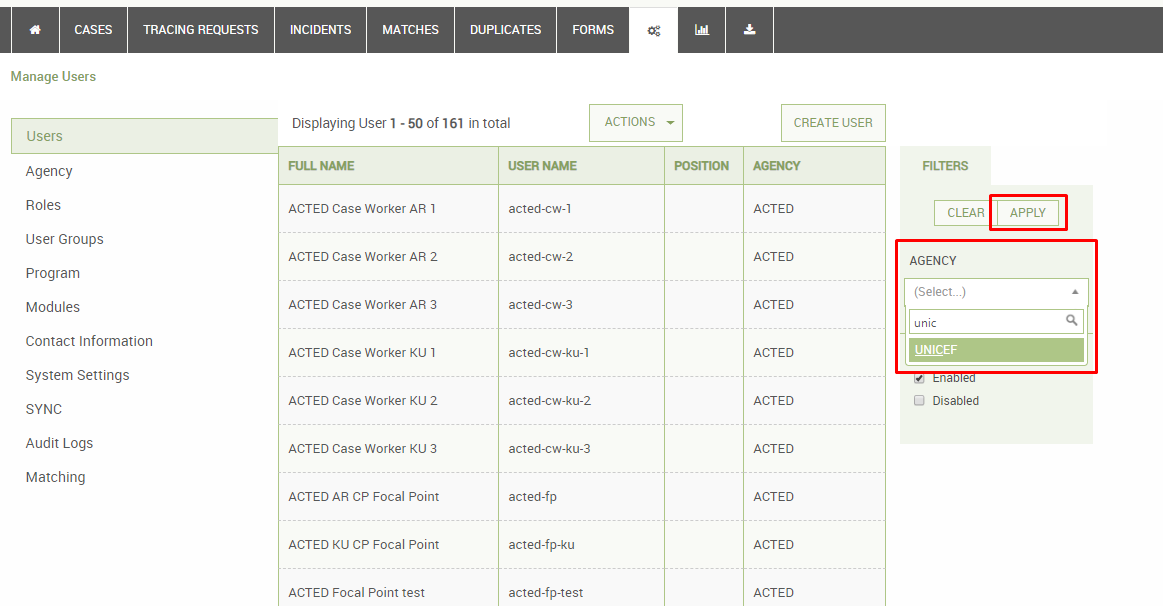 CASES TRACING REQUESTS INCIDENTS MATCHES DUPLICATES FORMS
Manage Users
Users
Agency
Roles
User Groups
Program
Modules
Contact Information
System Settings
SYNC
Audit Logs
Matching
Displaying User 1 - 50 of 161 in total
ACTIONS
CREATE USER
FULL NAME USER NAME POSITION AGENCY
ACTED Case Worker AR 1 acted-cw-1 ACTED
ACTED Case Worker AR 2 acted-cw-2 ACTED
ACTED Case Worker AR 3 acted-cw-3 ACTED
ACTED Case Worker KU 1 acted-cw-ku-1 ACTED
ACTED Case Worker KU 2 acted-cw-ku-2 ACTED
ACTED Case Worker KU 3 acted-cw-ku-3 ACTED
ACTED AR CP Focal Point acted-fp ACTED
ACTED KU CP Focal Point acted-fp-ku ACTED
ACTED Focal Point test acted-fp-test ACTED
FILTERS
CLEAR APPLY
AGENCY
(Select...)
unic
UNICEF
Enabled
Disabled